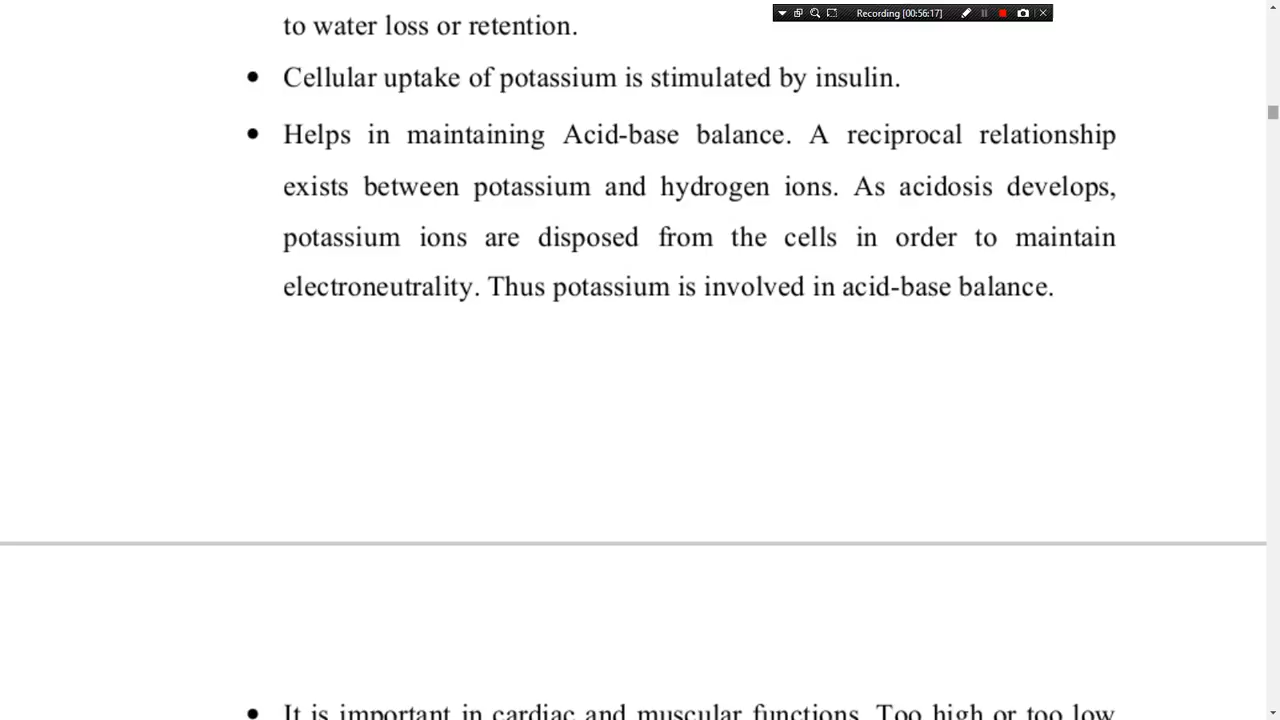 Recording [00:56:17]
to water loss or retention.
• Cellular uptake of potassium is stimulated by insulin.
• Helps in maintaining Acid-base balance. A reciprocal relationship
exists between potassium and hydrogen ions. As acidosis develops,
potassium ions are disposed from the cells in order to maintain
electroneutrality. Thus potassium is involved in acid-base balance.
• It is important in cardiac and muscular functions. Too high or too low